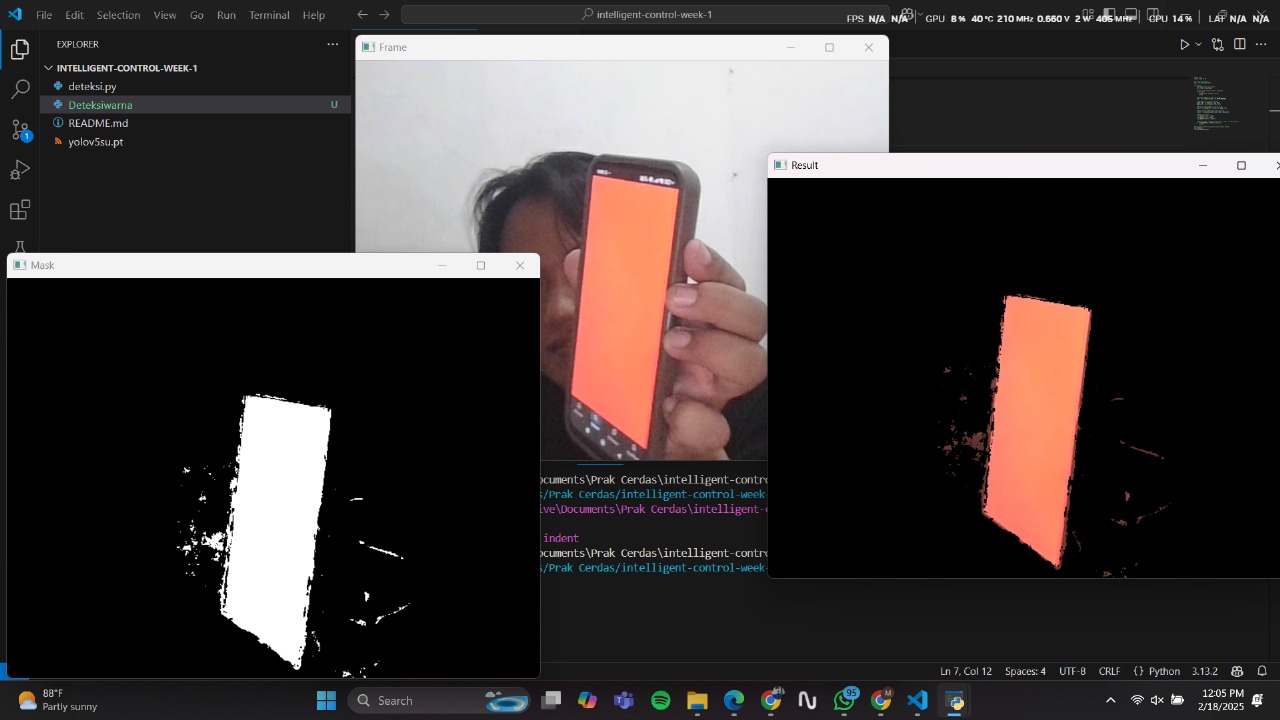 File Edit Selection View Go Run Terminal Help
intelligent-control-week-1
FPS N/A N/A GPU 8 % 40 °C 210 MHz 0.660 V 2 W 405 MHz CPU 14 % LAT N/A N/A
EXPLORER
INTELLIGENT-CONTROL-WEEK-1
deteksi.py
Deteksiwarna U
README.md
yolov5su.pt
1
Frame
Result
Mask
ocuments\Prak Cerdas\intelligent-contr
s/Prak Cerdas/intelligent-control-week
ive\Documents\Prak Cerdas\intelligent-
indent
ocuments\Prak Cerdas\intelligent-contr
s/Prak Cerdas/intelligent-control-week
Ln 7, Col 12 Spaces: 4 UTF-8 CRLF {} Python 3.13.2
88°F
Partly sunny
Search
95
M
12:05 PM
2/18/2025